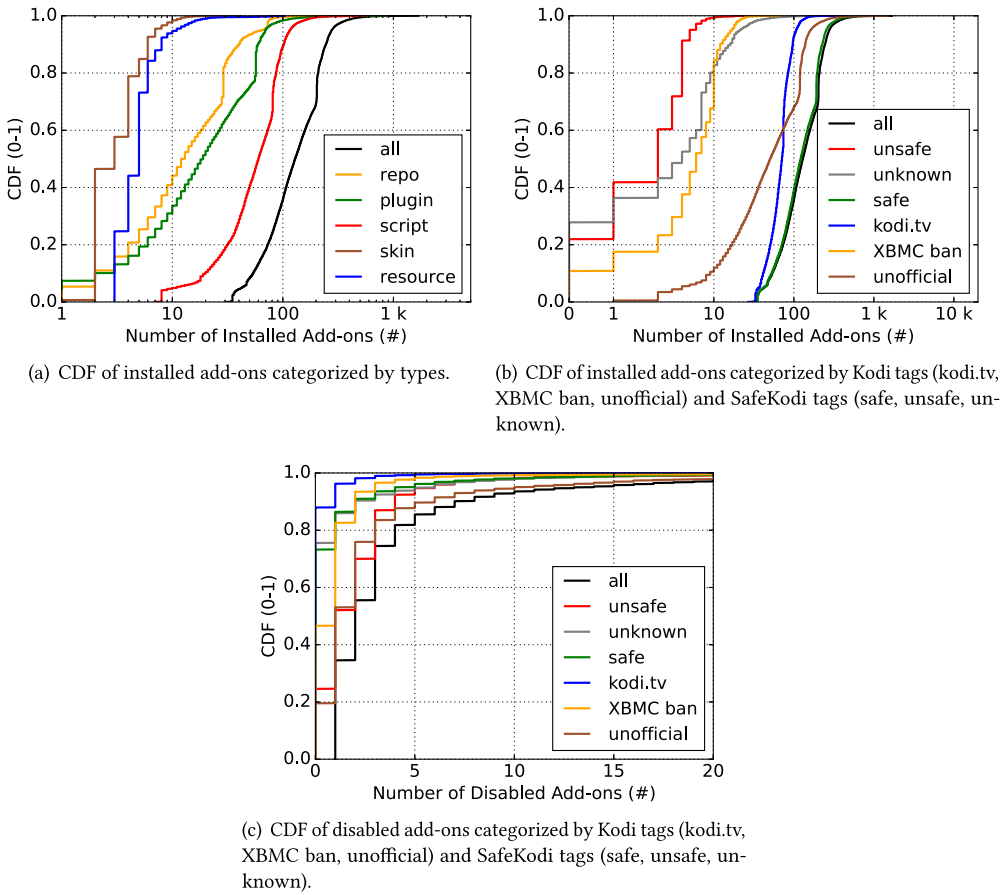 1.0
0.8
0.6
0.4
0.2
0.0
CDF (0-1)
1 10 100 1 k
Number of Installed Add-ons (#)
all
repo
plugin
script
skin
resource
(a) CDF of installed add-ons categorized by types.
1.0
0.8
0.6
0.4
0.2
0.0
CDF (0-1)
0 1 10 100 1 k 10 k
Number of Installed Add-ons (#)
all
unsafe
unknown
safe
kodi.tv
XBMC ban
unofficial
(b) CDF of installed add-ons categorized by Kodi tags (kodi.tv,
XBMC ban, unofficial) and SafeKodi tags (safe, unsafe, un-
known).
1.0
0.8
0.6
0.4
0.2
0.0
CDF (0-1)
0 5 10 15 20
Number of Disabled Add-ons (#)
all
unsafe
unknown
safe
kodi.tv
XBMC ban
unofficial
(c) CDF of disabled add-ons categorized by Kodi tags (kodi.tv,
XBMC ban, unofficial) and SafeKodi tags (safe, unsafe, un-
known).